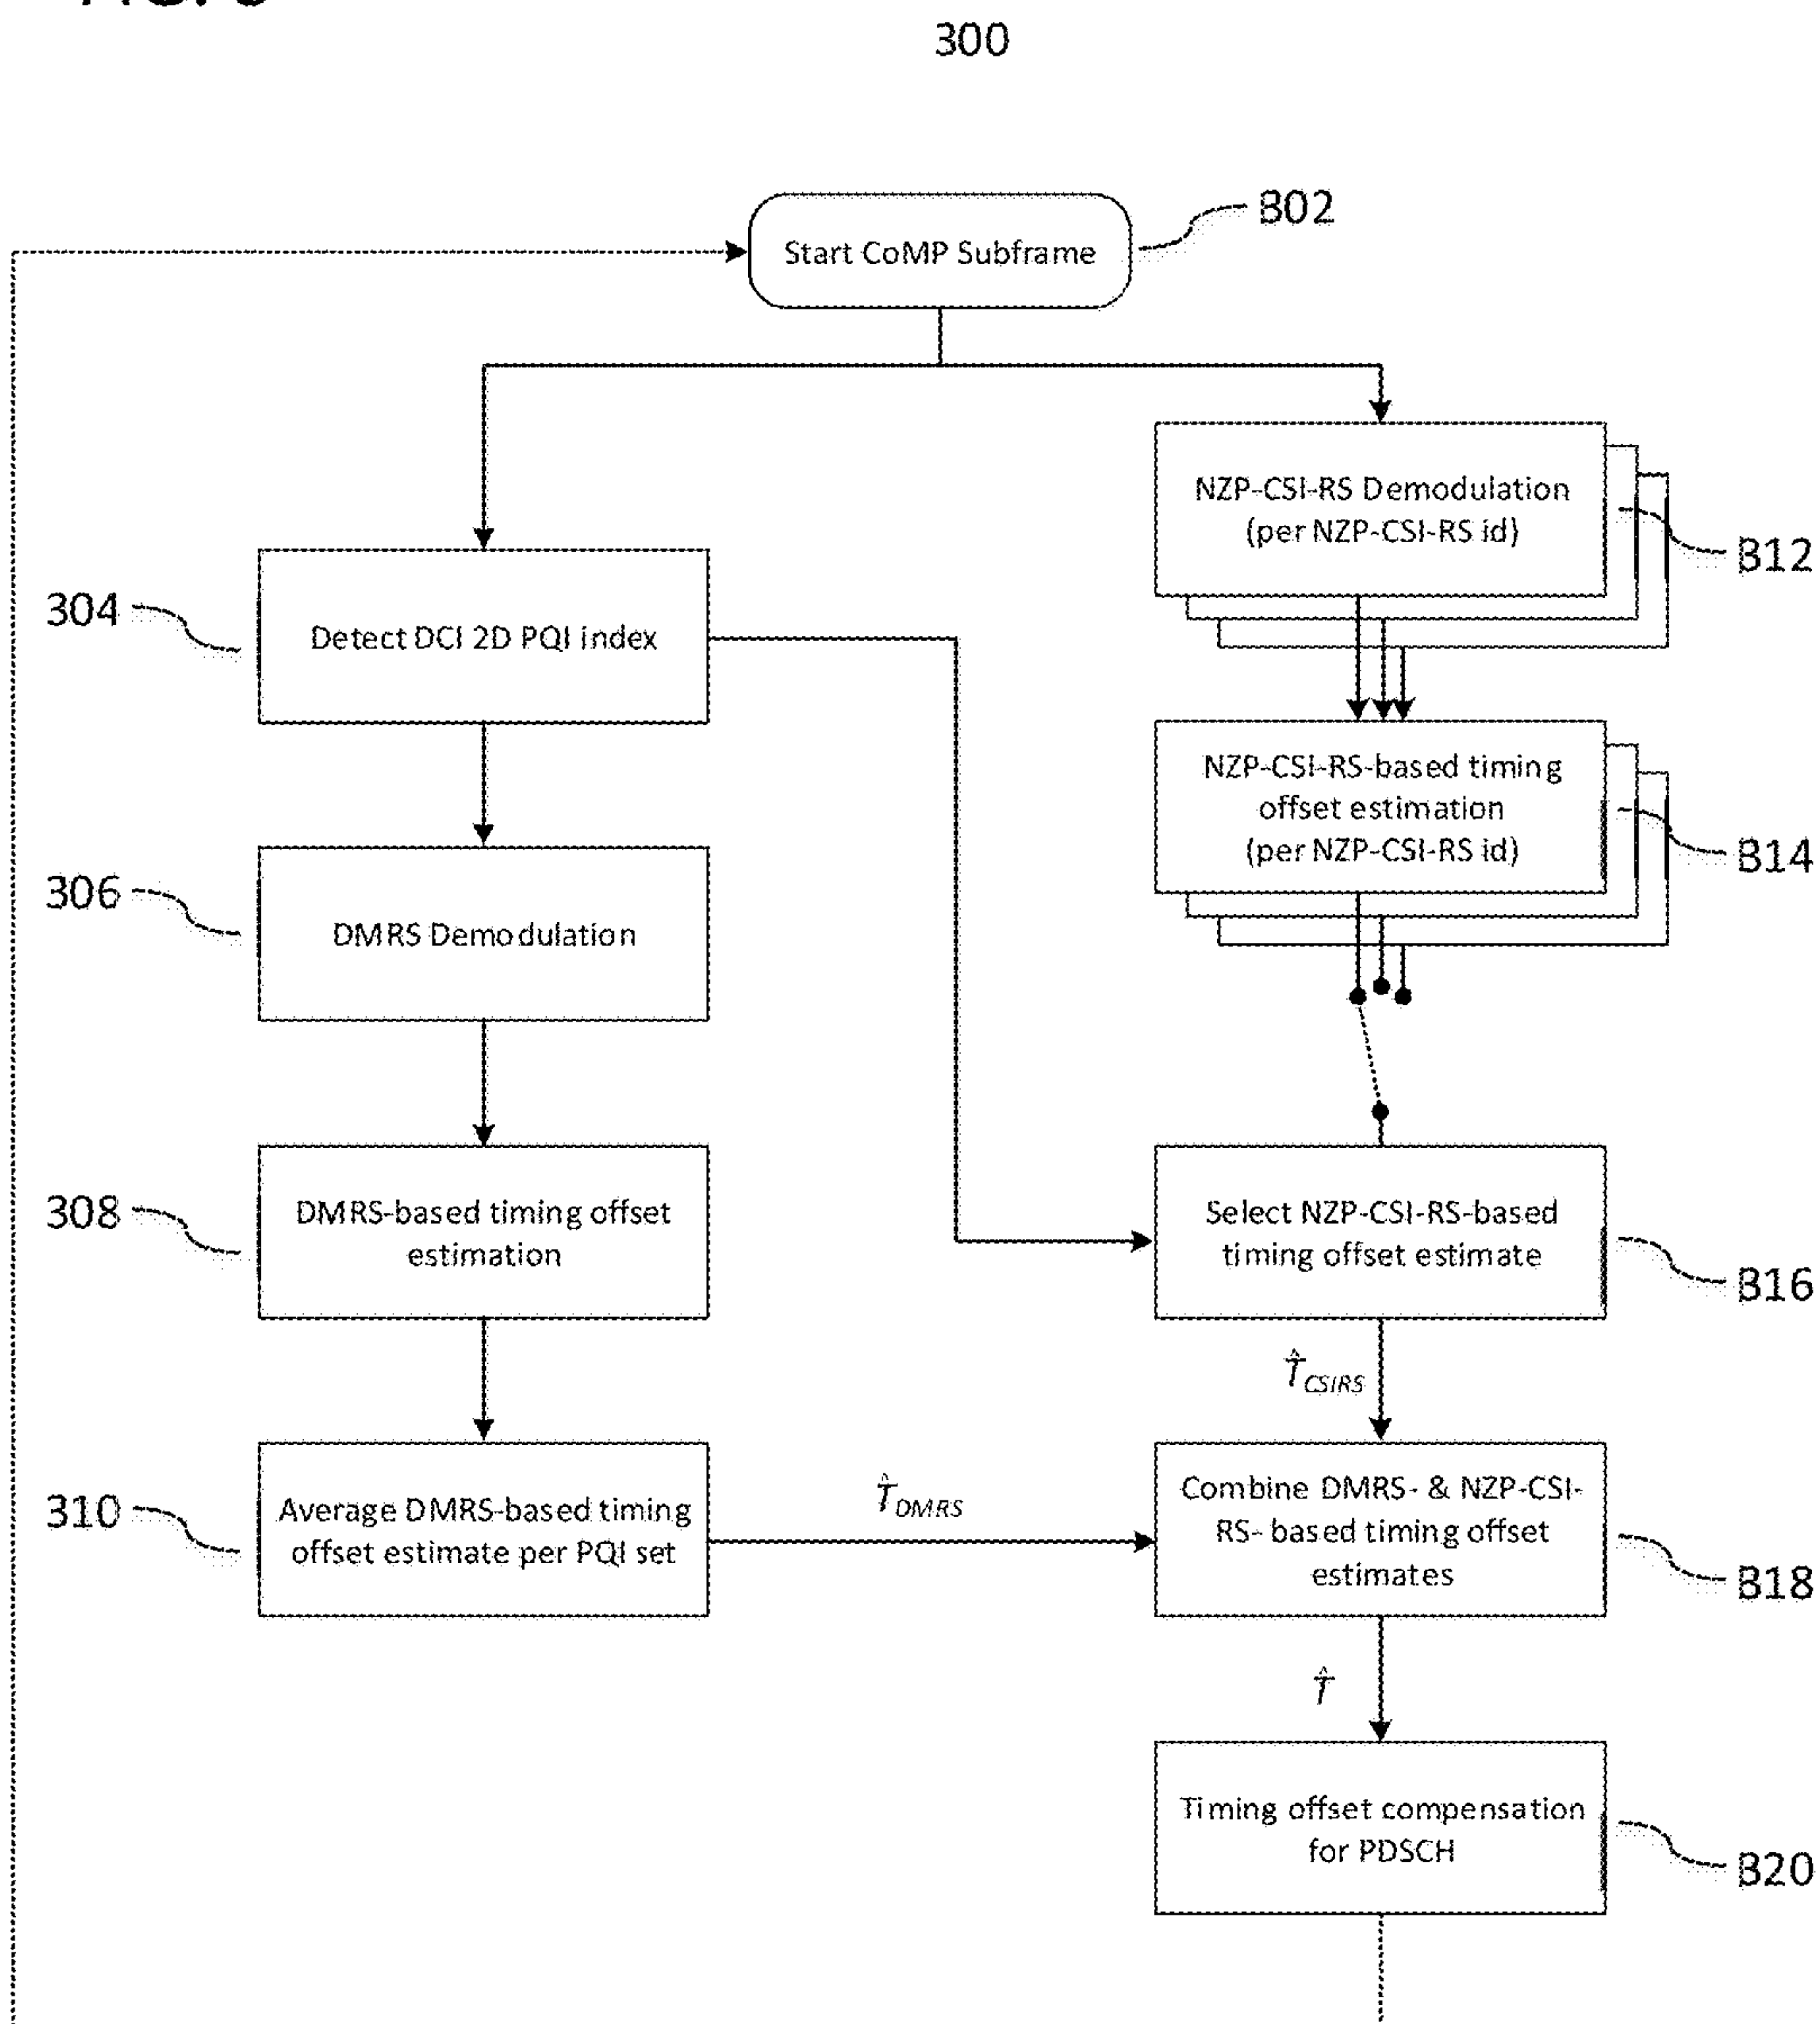 300
Start CoMP Subframe
302
NZP-CSI-RS Demodulation
(per NZP-CSI-RS id)
312
304
Detect DCI 2D PQI index
NZP-CSI-RS-based timing
offset estimation
(per NZP-CSI-RS id)
314
306
DMRS Demodulation
308
DMRS-based timing offset
estimation
Select NZP-CSI-RS-based
timing offset estimate
316
T̂CSIRS
310
Average DMRS-based timing
offset estimate per PQI set
T̂DMRS
Combine DMRS- & NZP-CSI-
RS- based timing offset
estimates
318
T̂
Timing offset compensation
for PDSCH
320